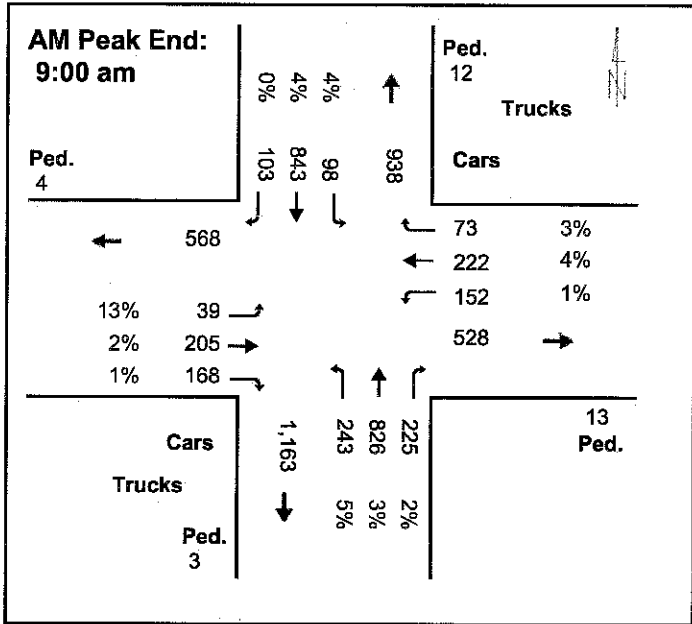 AM Peak End:
9:00 am
Ped.
12
Trucks
Cars
N
Ped.
4
0%
4%
4%
103
843
98
938
568
73 3%
222 4%
152 1%
528
13% 39
2% 205
1% 168
Cars
Trucks
Ped.
3
1,163
243
826
225
5%
3%
2%
13
Ped.